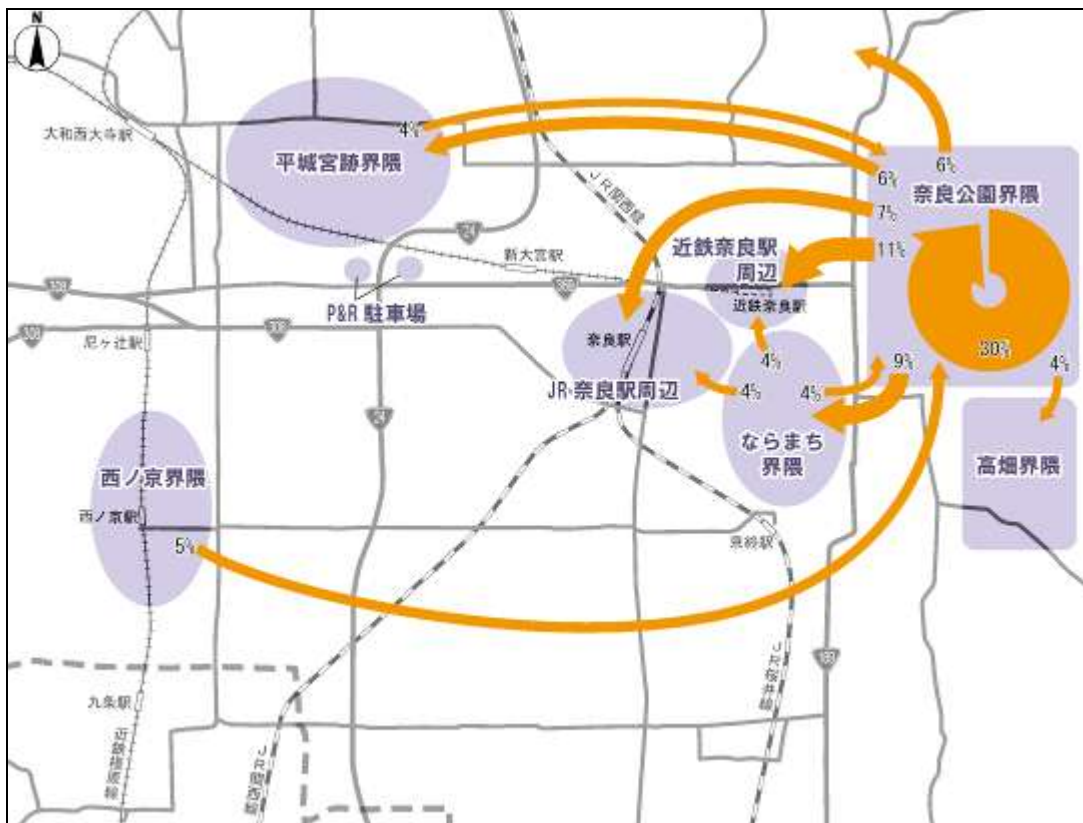 N
大和西大寺駅
4%
平城宮跡界隈
6%
6%
奈良公園界隈
7%
JR関西線
24
新大宮駅
近鉄奈良駅
周辺
11%
308
369
近鉄奈良駅
P&R 駐車場
308
308
尼ヶ辻駅
奈良駅
30%
4%
9%
4%
JR・奈良駅周辺
4%
4%
24
ならまち
界隈
高畑界隈
西ノ京界隈
西ノ京駅
5%
京終駅
JR桜井線
九条駅
近鉄橿原線
JR関西線